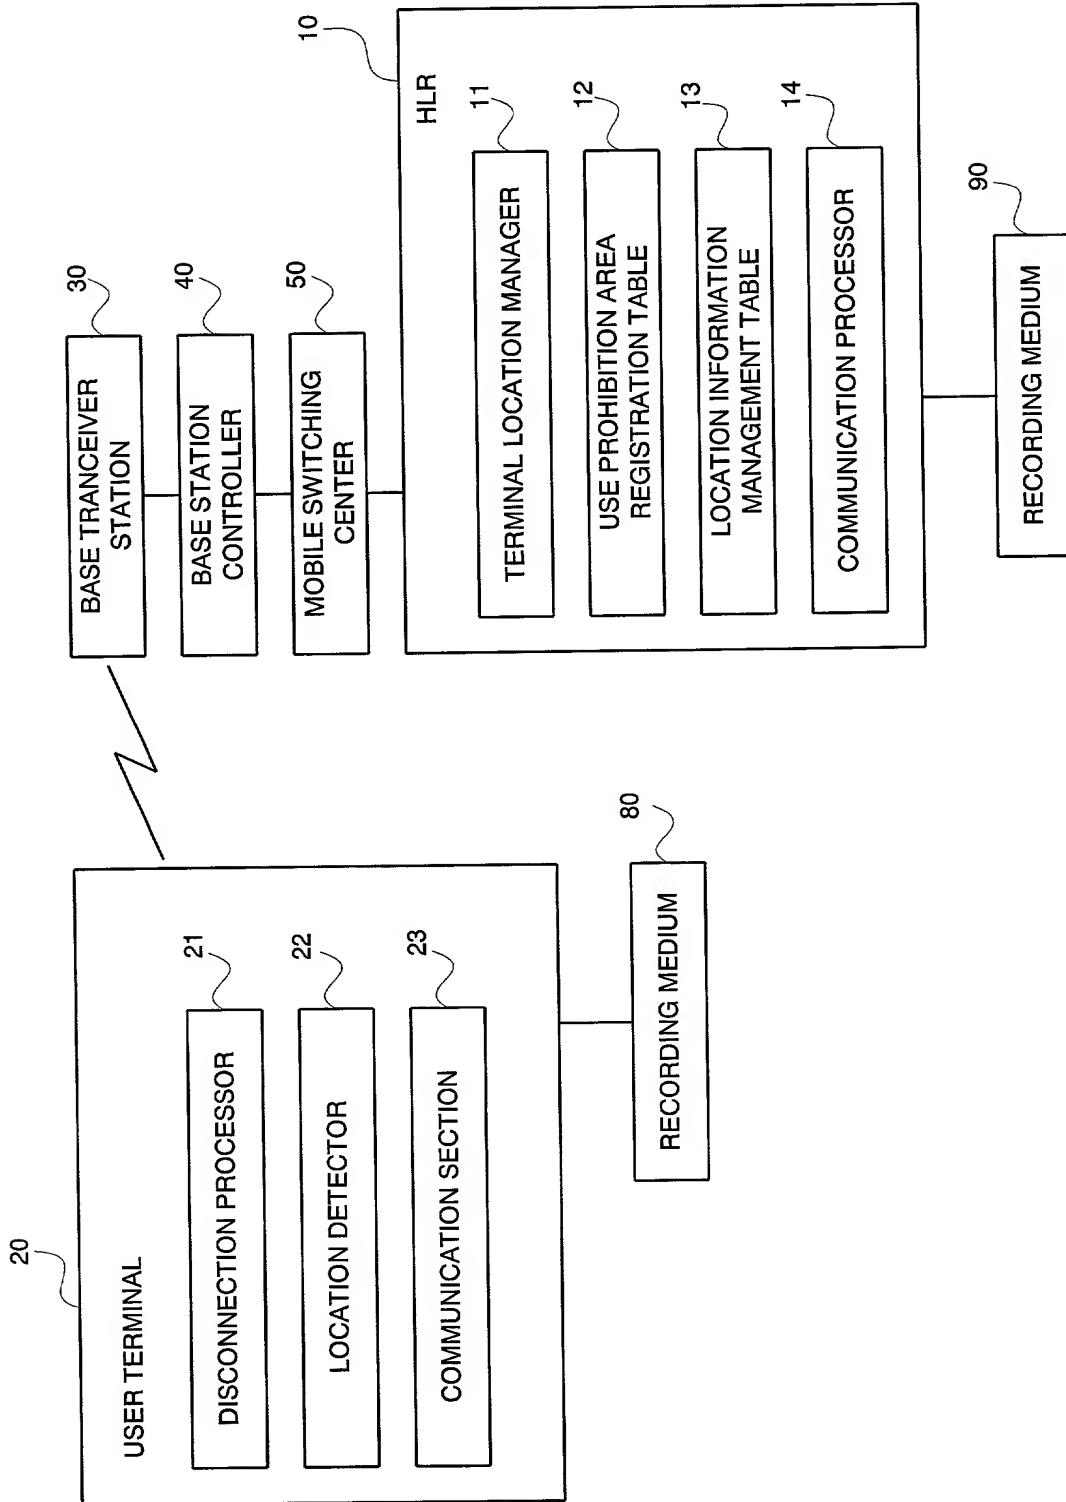 20
USER TERMINAL
DISCONNECTION PROCESSOR
21
LOCATION DETECTOR
22
COMMUNICATION SECTION
23
RECORDING MEDIUM
80
BASE TRANCEIVER
STATION
30
BASE STATION
CONTROLLER
40
MOBILE SWITCHING
CENTER
50
10
HLR
TERMINAL LOCATION MANAGER
11
USE PROHIBITION AREA
REGISTRATION TABLE
12
LOCATION INFORMATION
MANAGEMENT TABLE
13
COMMUNICATION PROCESSOR
14
RECORDING MEDIUM
90